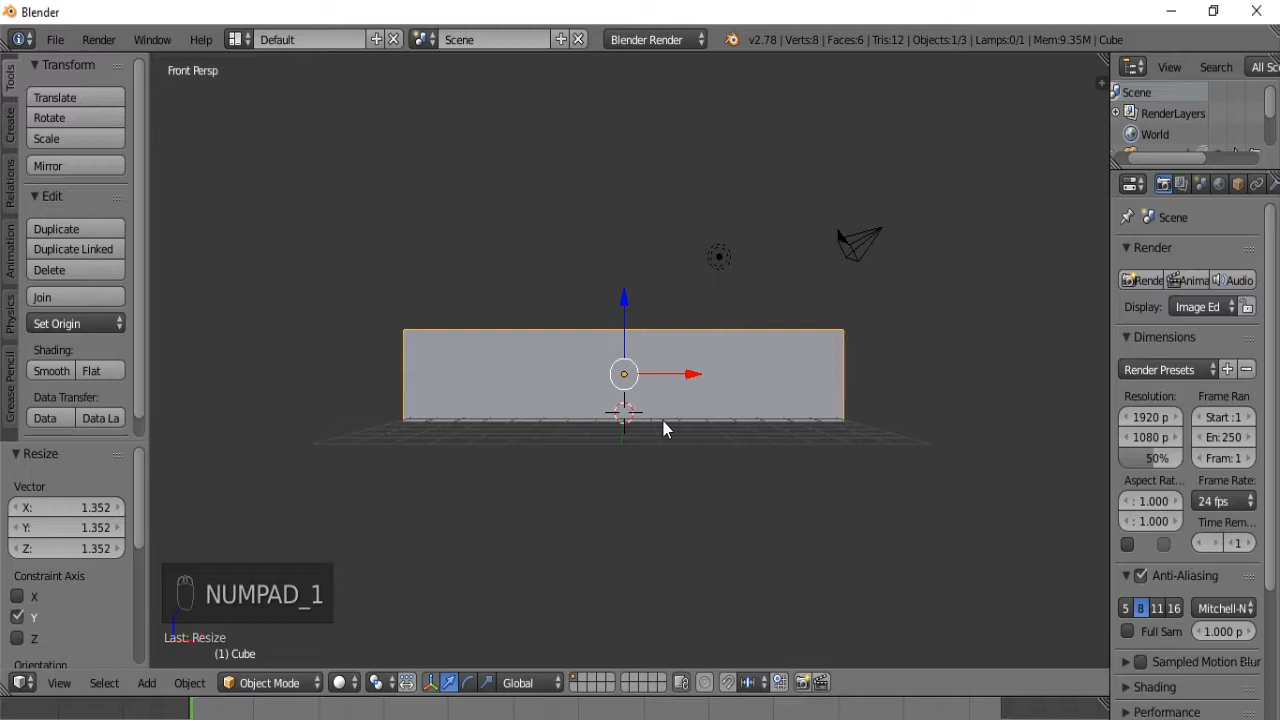 Blender
File Render Window Help Default Scene Blender Render v2.78 | Verts:8 | Faces:6 | Tris:12 | Objects:1/3 | Lamps:0/1 | Mem:9.35M | Cube
Tools
Create
Relations
Animation
Physics
Grease Pencil
Transform
Translate
Rotate
Scale
Mirror
Edit
Duplicate
Duplicate Linked
Delete
Join
Set Origin
Shading:
Smooth Flat
Data Transfer:
Data Data La
Resize
Vector
X: 1.352
Y: 1.352
Z: 1.352
Constraint Axis
X
Y
Z
Orientation
Front Persp
NUMPAD_1
Last: Resize
(1) Cube
View Select Add Object Object Mode Global
View Search All Sc
Scene
RenderLayers
World
Scene
Render
Rende Anima Audio
Display: Image Ed
Dimensions
Render Presets
Resolution: Frame Ran
1920 p Start :1
1080 p En: 250
50% Fram: 1
Aspect Rat... Frame Rate:
: 1.000 24 fps
: 1.000 Time Rem...
: 1
Anti-Aliasing
5 8 11 16 Mitchell-N
Full Sam 1.000 p
Sampled Motion Blur
Shading
Performance